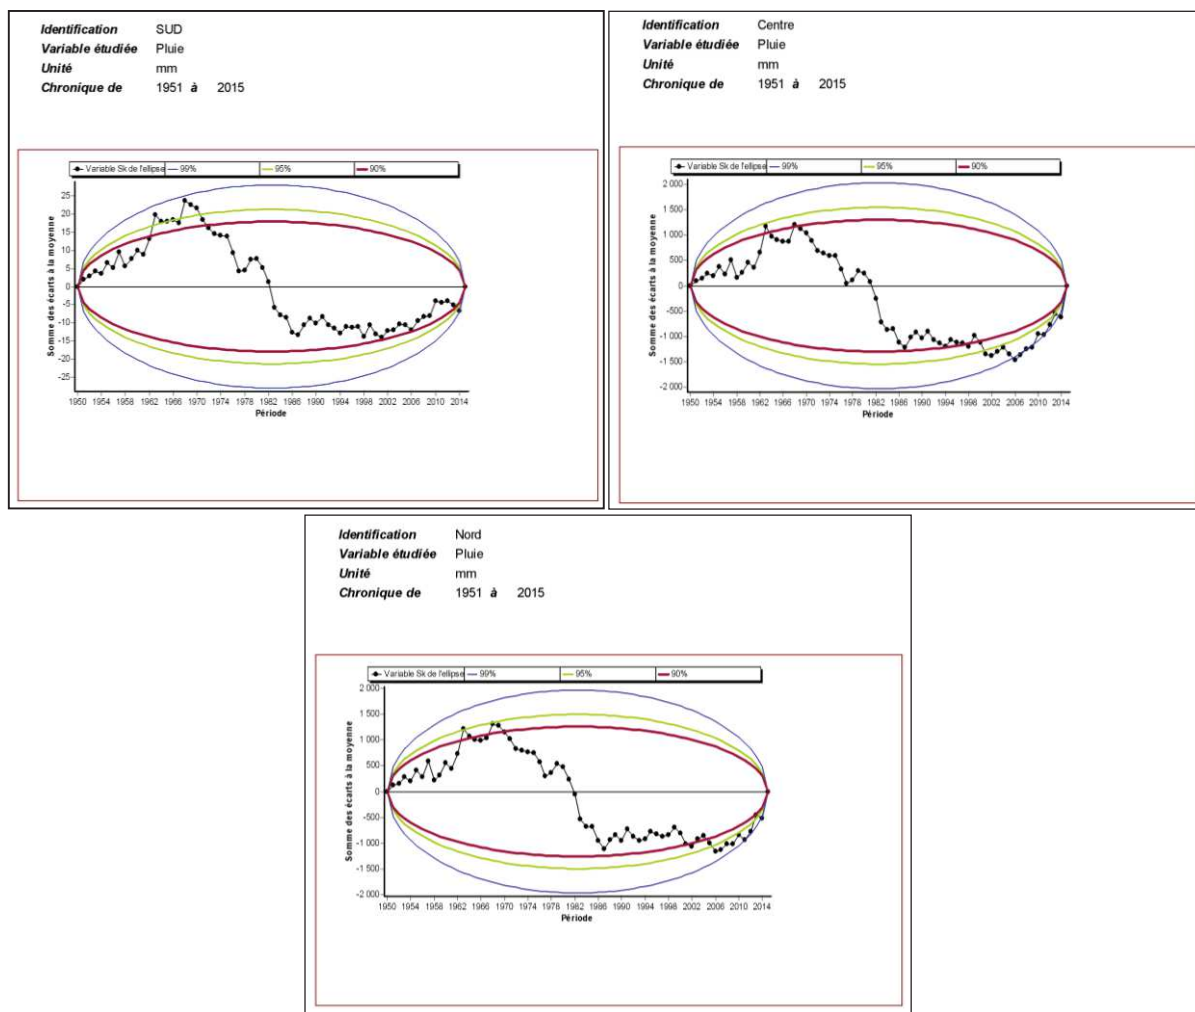 Identification SUD
Variable étudiée Pluie
Unité mm
Chronique de 1951 à 2015
Variable Sk de l'ellipse 99% 95% 90%
Somme des écarts à la moyenne
25
20
15
10
5
0
-5
-10
-15
-20
-25
1950 1954 1958 1962 1966 1970 1974 1978 1982 1986 1990 1994 1998 2002 2006 2010 2014
Période
Identification Centre
Variable étudiée Pluie
Unité mm
Chronique de 1951 à 2015
Variable Sk de l'ellipse 99% 95% 90%
Somme des écarts à la moyenne
2 000
1 500
1 000
500
0
-500
-1 000
-1 500
-2 000
1950 1954 1958 1962 1966 1970 1974 1978 1982 1986 1990 1994 1998 2002 2006 2010 2014
Période
Identification Nord
Variable étudiée Pluie
Unité mm
Chronique de 1951 à 2015
Variable Sk de l'ellipse 99% 95% 90%
Somme des écarts à la moyenne
2 000
1 500
1 000
500
0
-500
-1 000
-1 500
-2 000
1950 1954 1958 1962 1966 1970 1974 1978 1982 1986 1990 1994 1998 2002 2006 2010 2014
Période